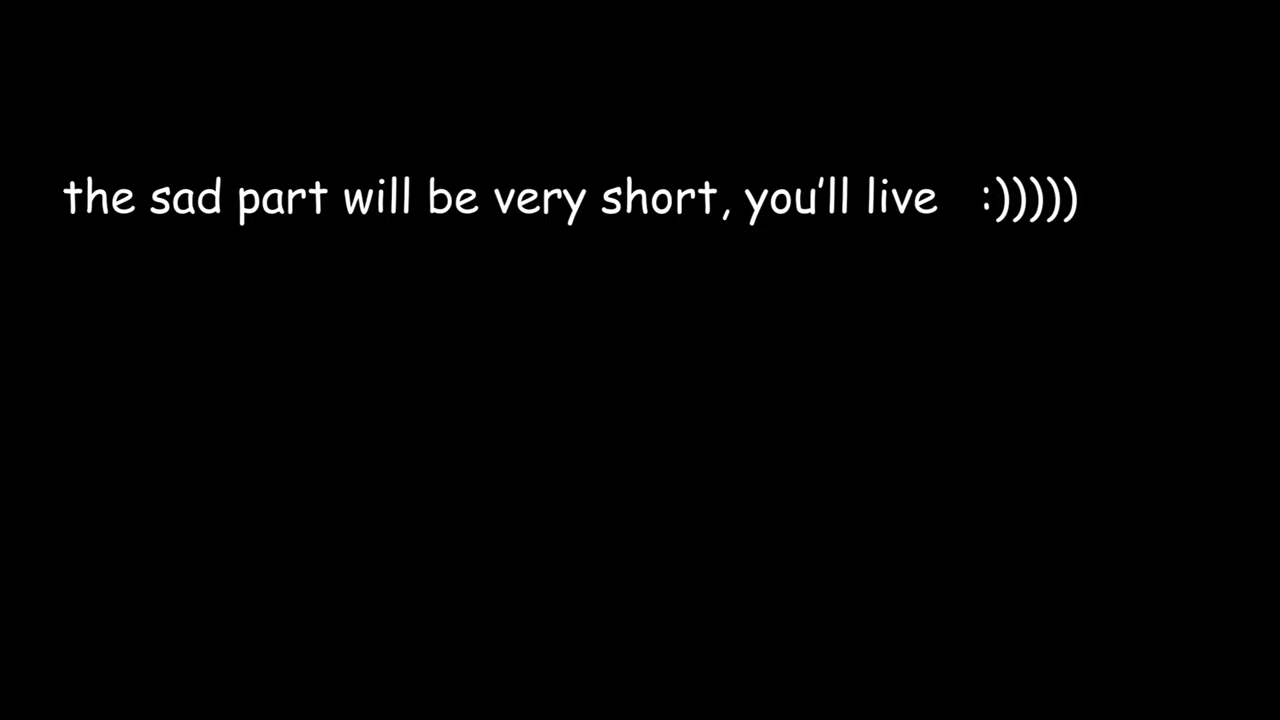 the sad part will be very short, you’ll live   :)))))